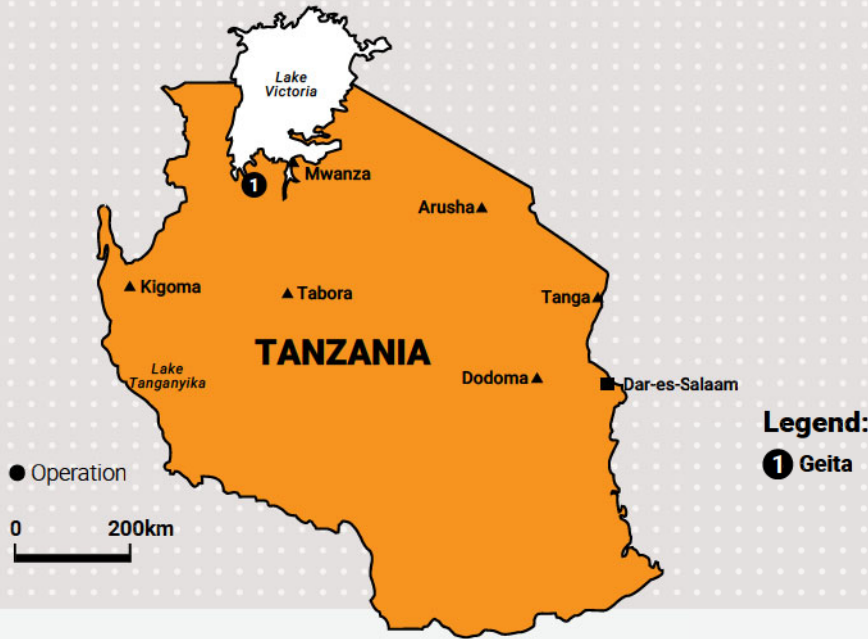 Lake
Victoria
1
Mwanza
Arusha
Kigoma
Tabora
Tanga
TANZANIA
Lake
Tanganyika
Dodoma
Dar-es-Salaam
Legend:
1 Geita
Operation
0 200km